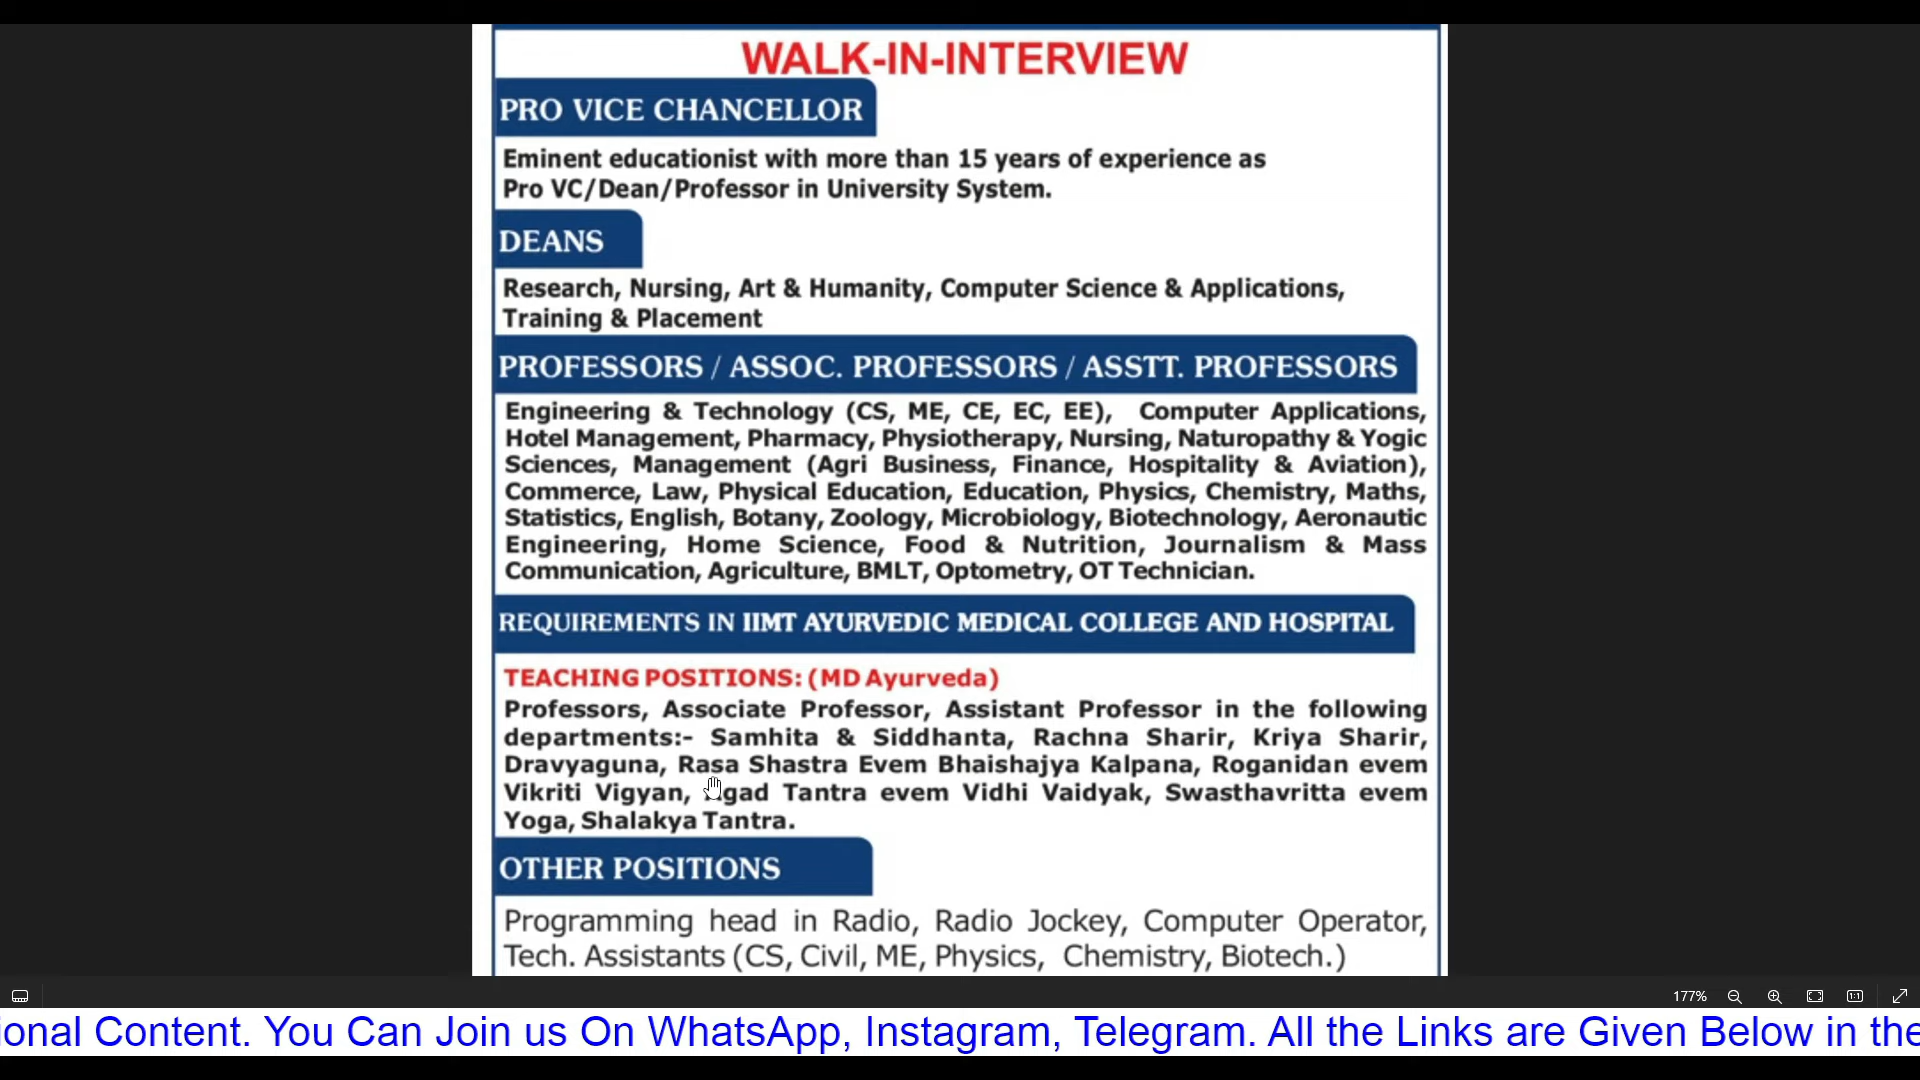 WALK-IN-INTERVIEW
PRO VICE CHANCELLOR
Eminent educationist with more than 15 years of experience as
Pro VC/Dean/Professor in University System.
DEANS
Research, Nursing, Art & Humanity, Computer Science & Applications,
Training & Placement
PROFESSORS / ASSOC. PROFESSORS / ASSTT. PROFESSORS
Engineering & Technology (CS, ME, CE, EC, EE), Computer Applications,
Hotel Management, Pharmacy, Physiotherapy, Nursing, Naturopathy & Yogic
Sciences, Management (Agri Business, Finance, Hospitality & Aviation),
Commerce, Law, Physical Education, Education, Physics, Chemistry, Maths,
Statistics, English, Botany, Zoology, Microbiology, Biotechnology, Aeronautic
Engineering, Home Science, Food & Nutrition, Journalism & Mass
Communication, Agriculture, BMLT, Optometry, OT Technician.
REQUIREMENTS IN IIMT AYURVEDIC MEDICAL COLLEGE AND HOSPITAL
TEACHING POSITIONS: (MD Ayurveda)
Professors, Associate Professor, Assistant Professor in the following
departments:- Samhita & Siddhanta, Rachna Sharir, Kriya Sharir,
Dravyaguna, Rasa Shastra Evem Bhaishajya Kalpana, Roganidan evem
Vikriti Vigyan, Agad Tantra evem Vidhi Vaidyak, Swasthavritta evem
Yoga, Shalakya Tantra.
OTHER POSITIONS
Programming head in Radio, Radio Jockey, Computer Operator,
Tech. Assistants (CS, Civil, ME, Physics, Chemistry, Biotech.)
177%
1:1
ional Content. You Can Join us On WhatsApp, Instagram, Telegram. All the Links are Given Below in the